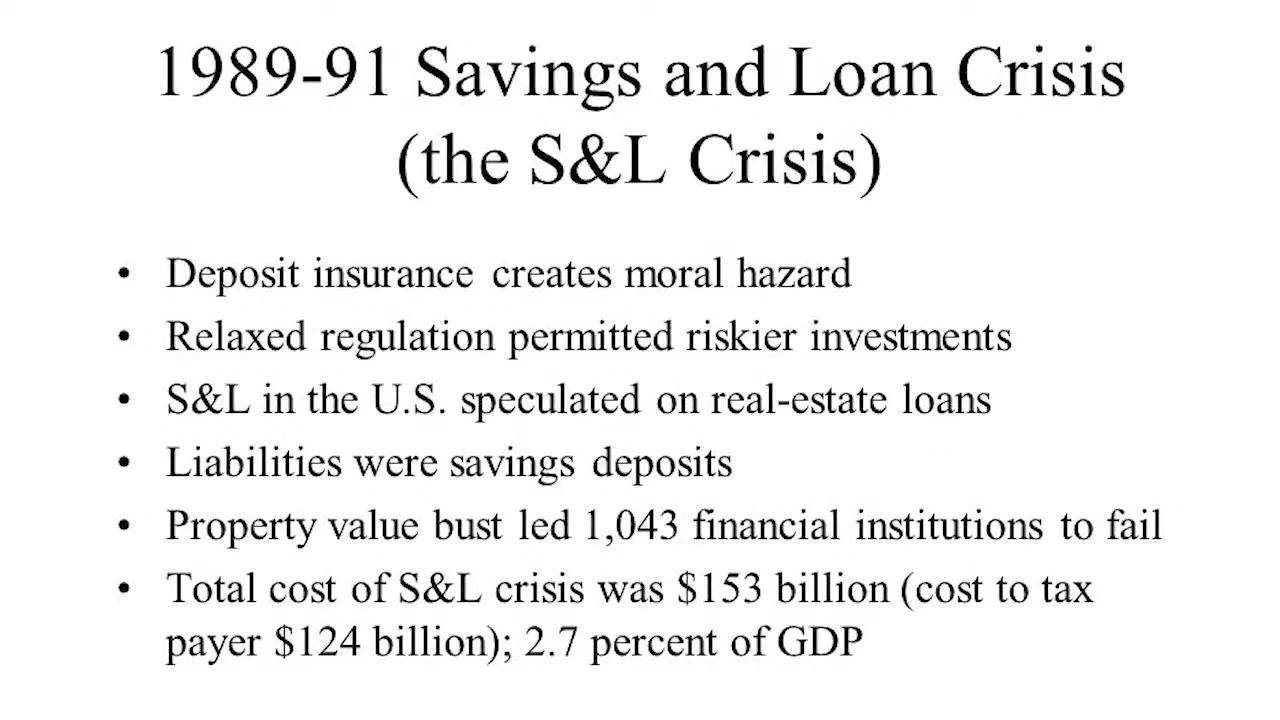 1989-91 Savings and Loan Crisis
(the S&L Crisis)
• Deposit insurance creates moral hazard
• Relaxed regulation permitted riskier investments
• S&L in the U.S. speculated on real-estate loans
• Liabilities were savings deposits
• Property value bust led 1,043 financial institutions to fail
• Total cost of S&L crisis was $153 billion (cost to tax
payer $124 billion); 2.7 percent of GDP